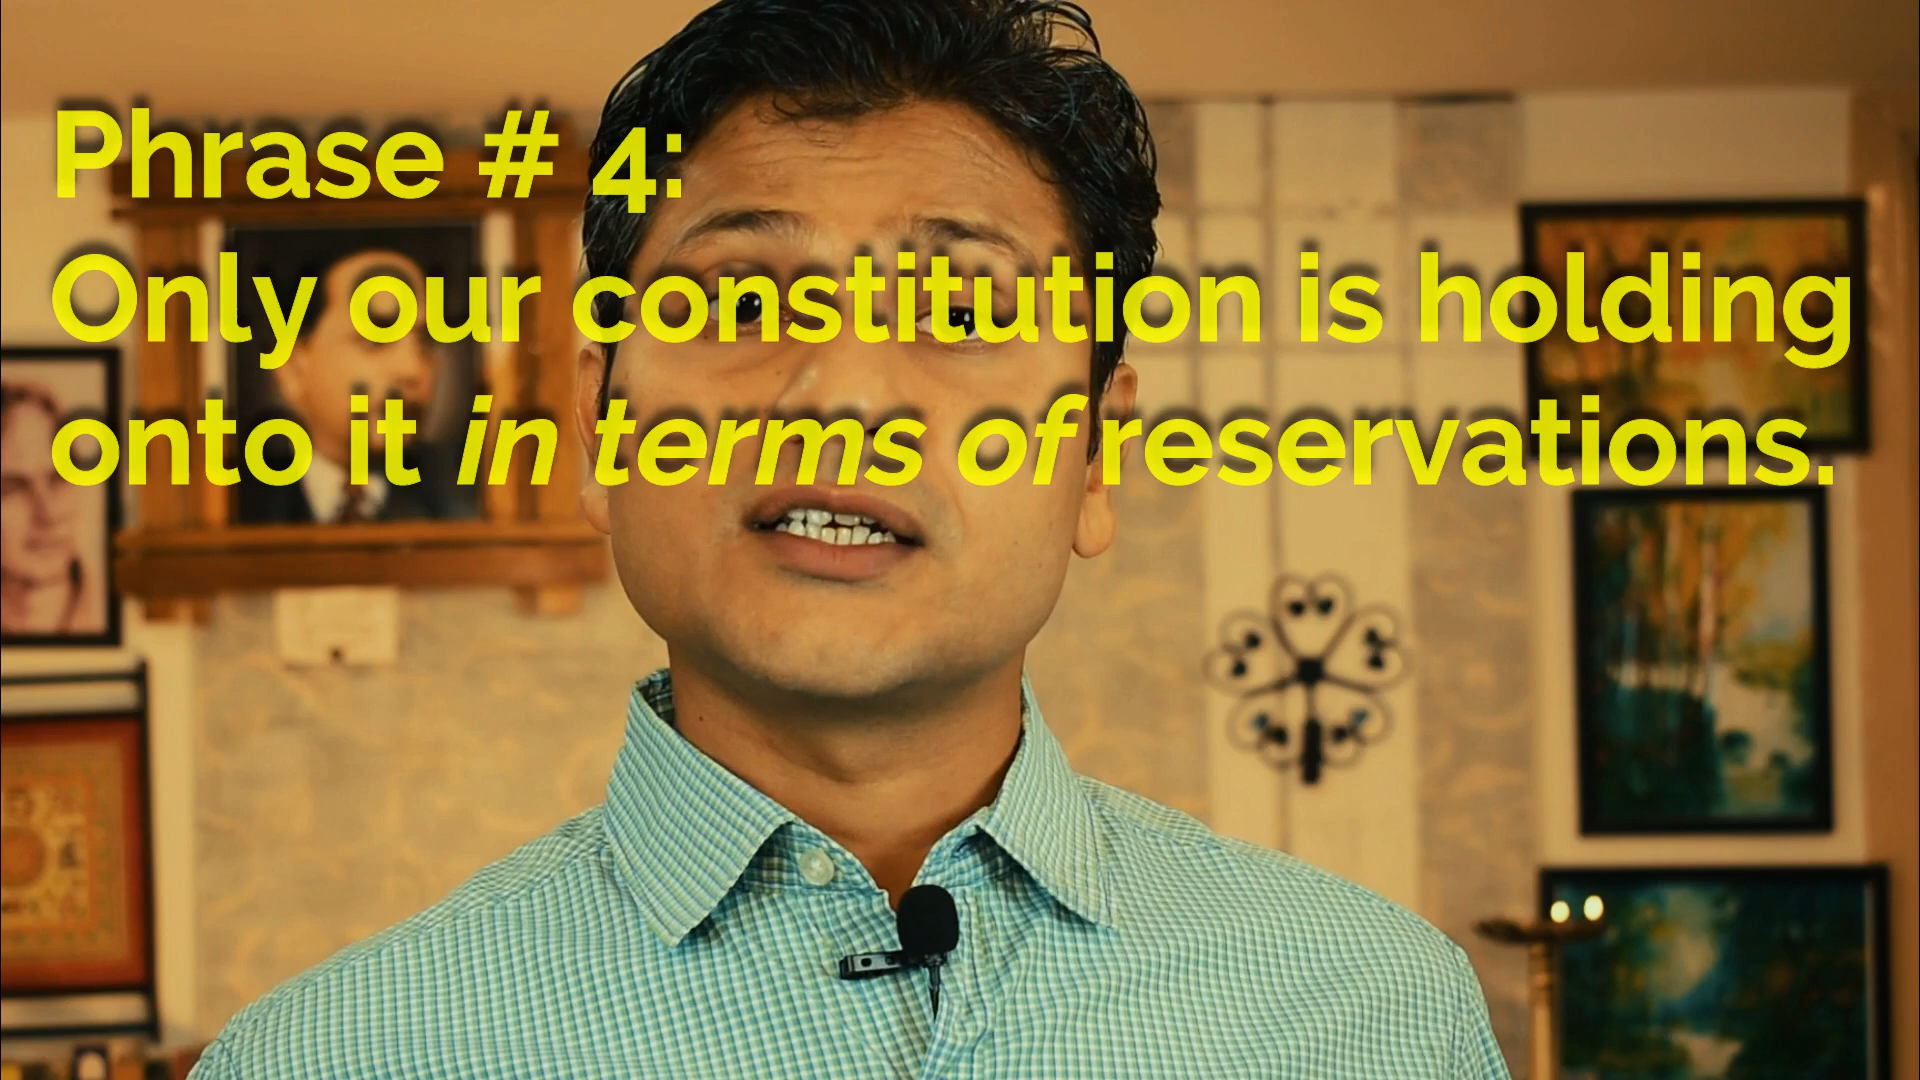 Phrase # 4:
Only our constitution is holding
onto it in terms of reservations.